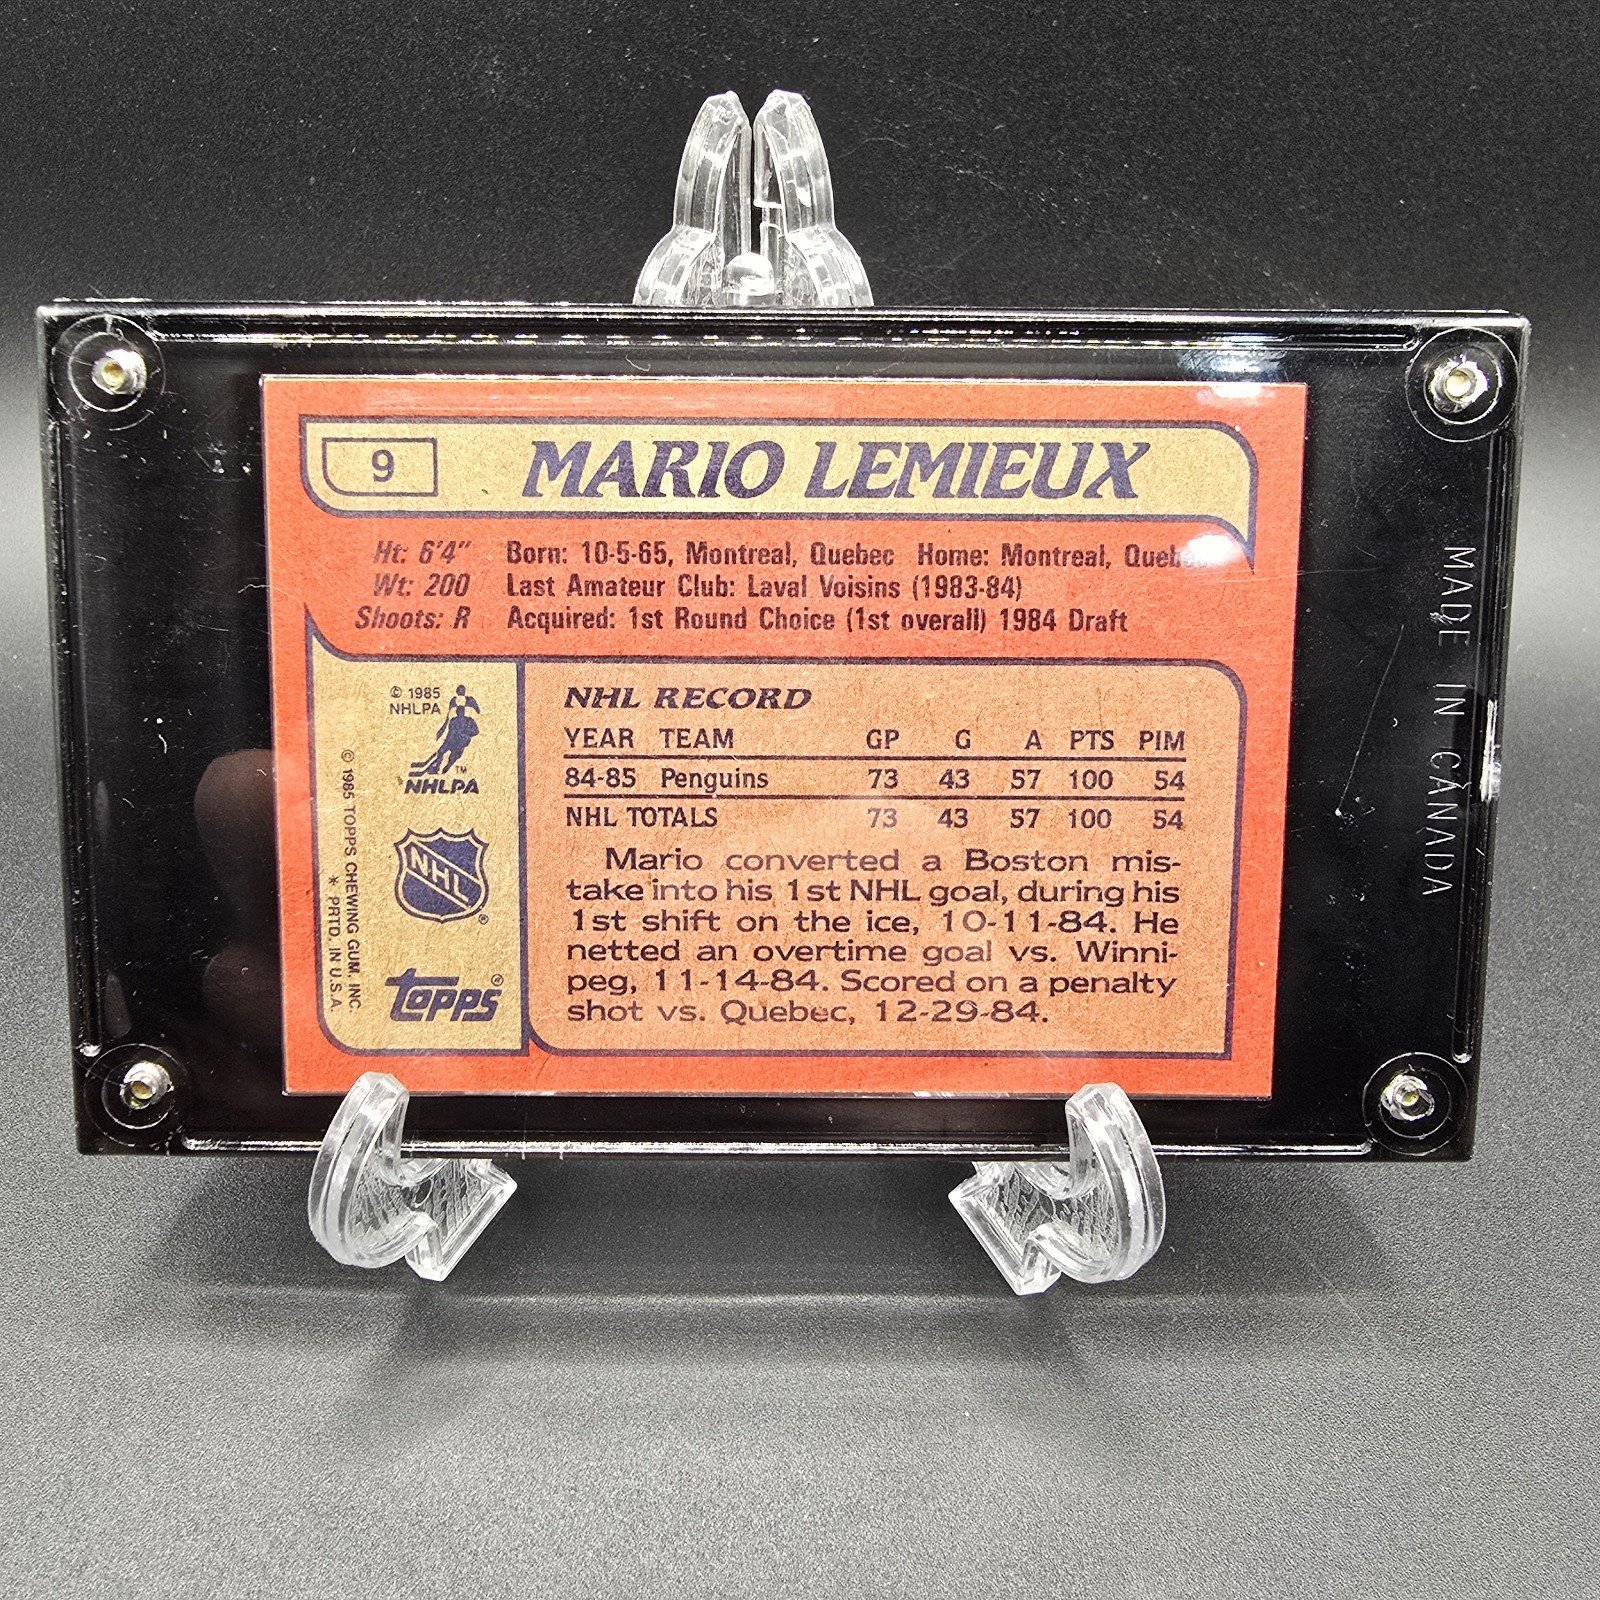 9 MARIO LEMIEUX
Ht: 6'4" Born: 10-5-65, Montreal, Quebec Home: Montreal,
Wt: 200 Last Amateur Club: Laval Voisins (1983-84)
Shoots: R Acquired: 1st Round Choice (1st overall) 1984 Draft
© 1985
NHLPA
TM
NHLPA
NHL
®
topps®
© 1985 TOPPS CHEWING GUM, INC.
* PRTD. IN U.S.A.
NHL RECORD
YEAR TEAM GP G A PTS PIM
84-85 Penguins 73 43 57 100 54
NHL TOTALS 73 43 57 100 54
Mario converted a Boston mis-
take into his 1st NHL goal, during his
1st shift on the ice, 10-11-84. He
netted an overtime goal vs. Winni-
peg, 11-14-84. Scored on a penalty
shot vs. Quebec, 12-29-84.
MADE IN CANADA